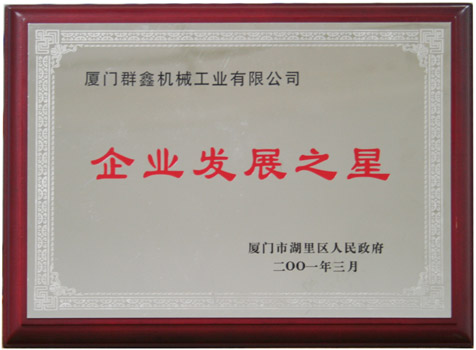 厦门群鑫机械工业有限公司
企业发展之星
厦门市湖里区人民政府
二〇〇一年三月